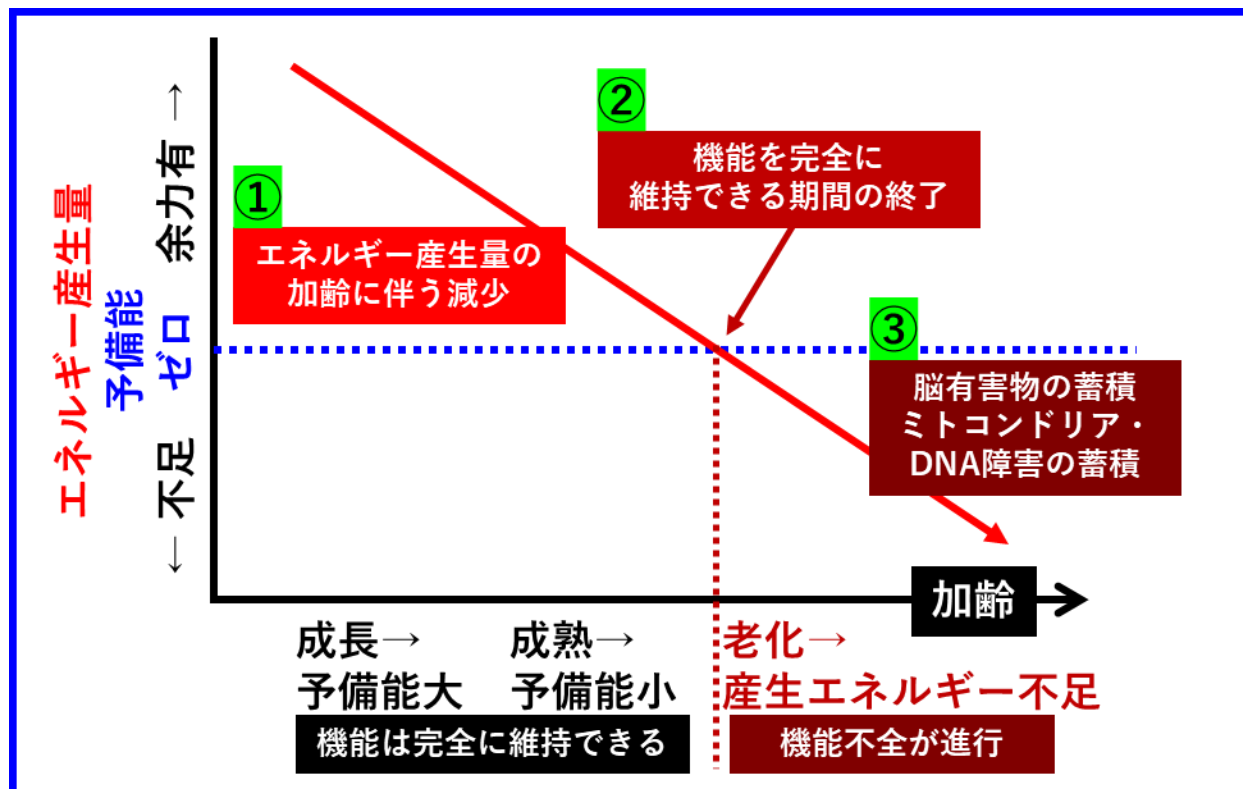 エネルギー産生量
予備能
← 不足 ゼロ 余力有 →
①
エネルギー産生量の
加齢に伴う減少
②
機能を完全に
維持できる期間の終了
③
脳有害物の蓄積
ミトコンドリア・
DNA障害の蓄積
加齢
成長→
予備能大
成熟→
予備能小
機能は完全に維持できる
老化→
産生エネルギー不足
機能不全が進行